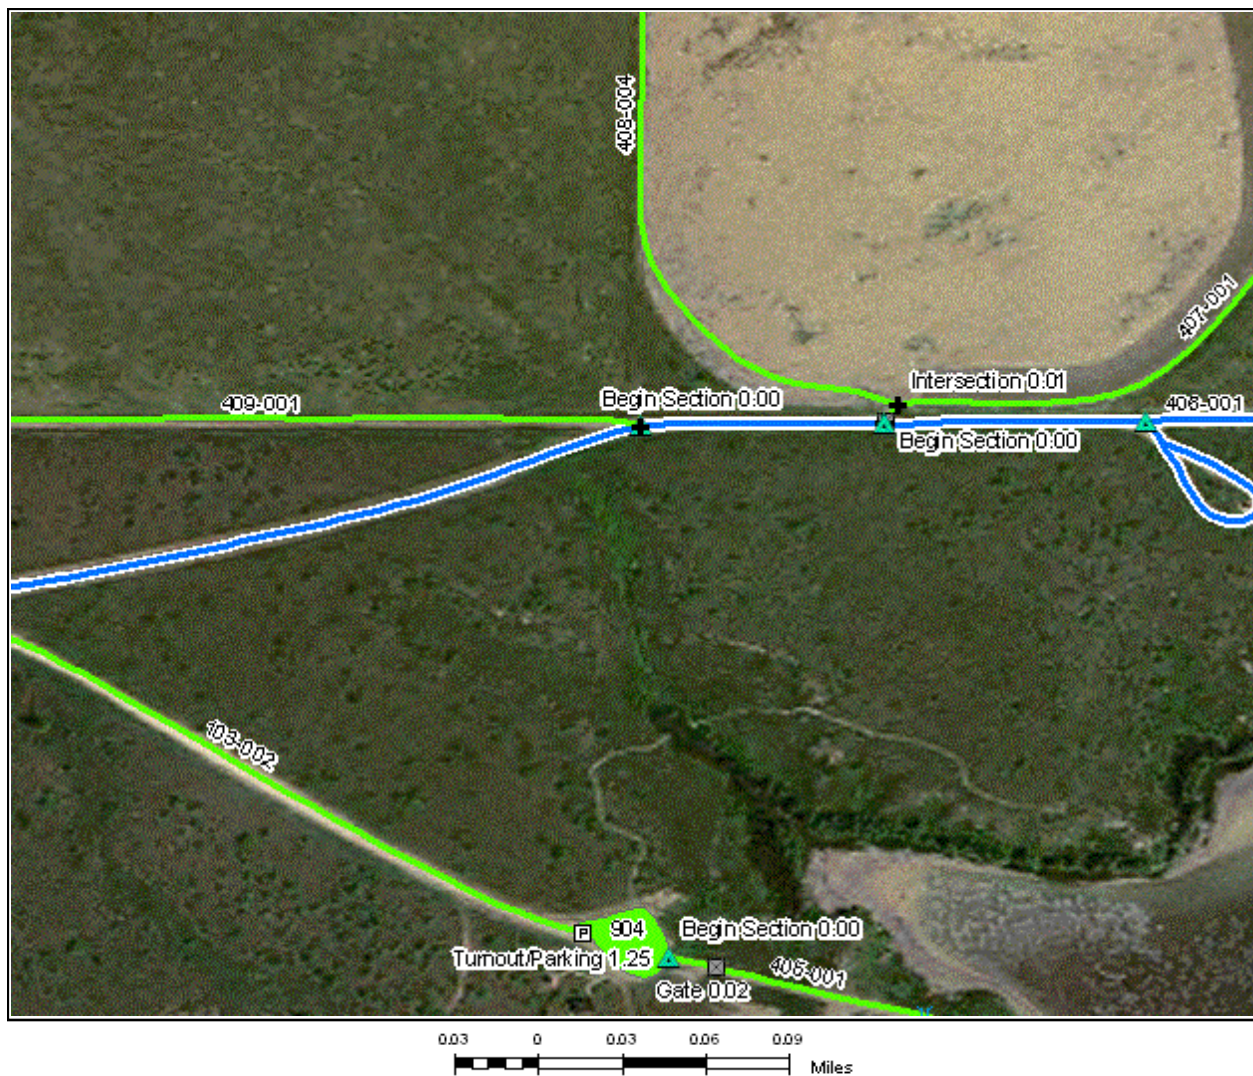 408-004
407-001
Intersection 0.01
Begin Section 0.00
409-001
406-001
Begin Section 0.00
103-002
P
904
Begin Section 0.00
Turnout/Parking 1.25
405-001
Gate 0.02
0.03 0 0.03 0.06 0.09
Miles